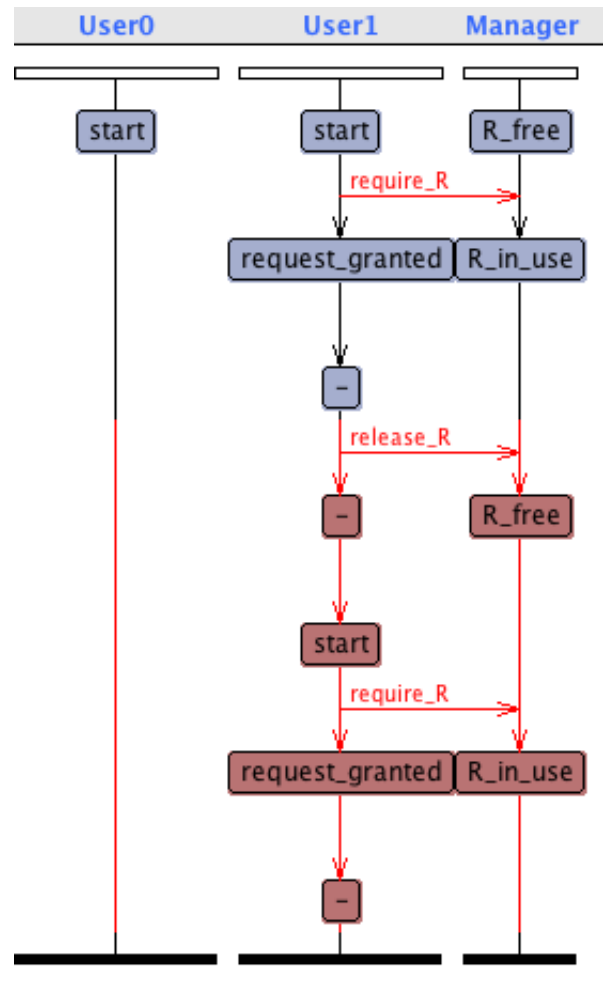 User0 User1 Manager
start start R_free
require_R
request_granted R_in_use
-
release_R
- R_free
start
require_R
request_granted R_in_use
-